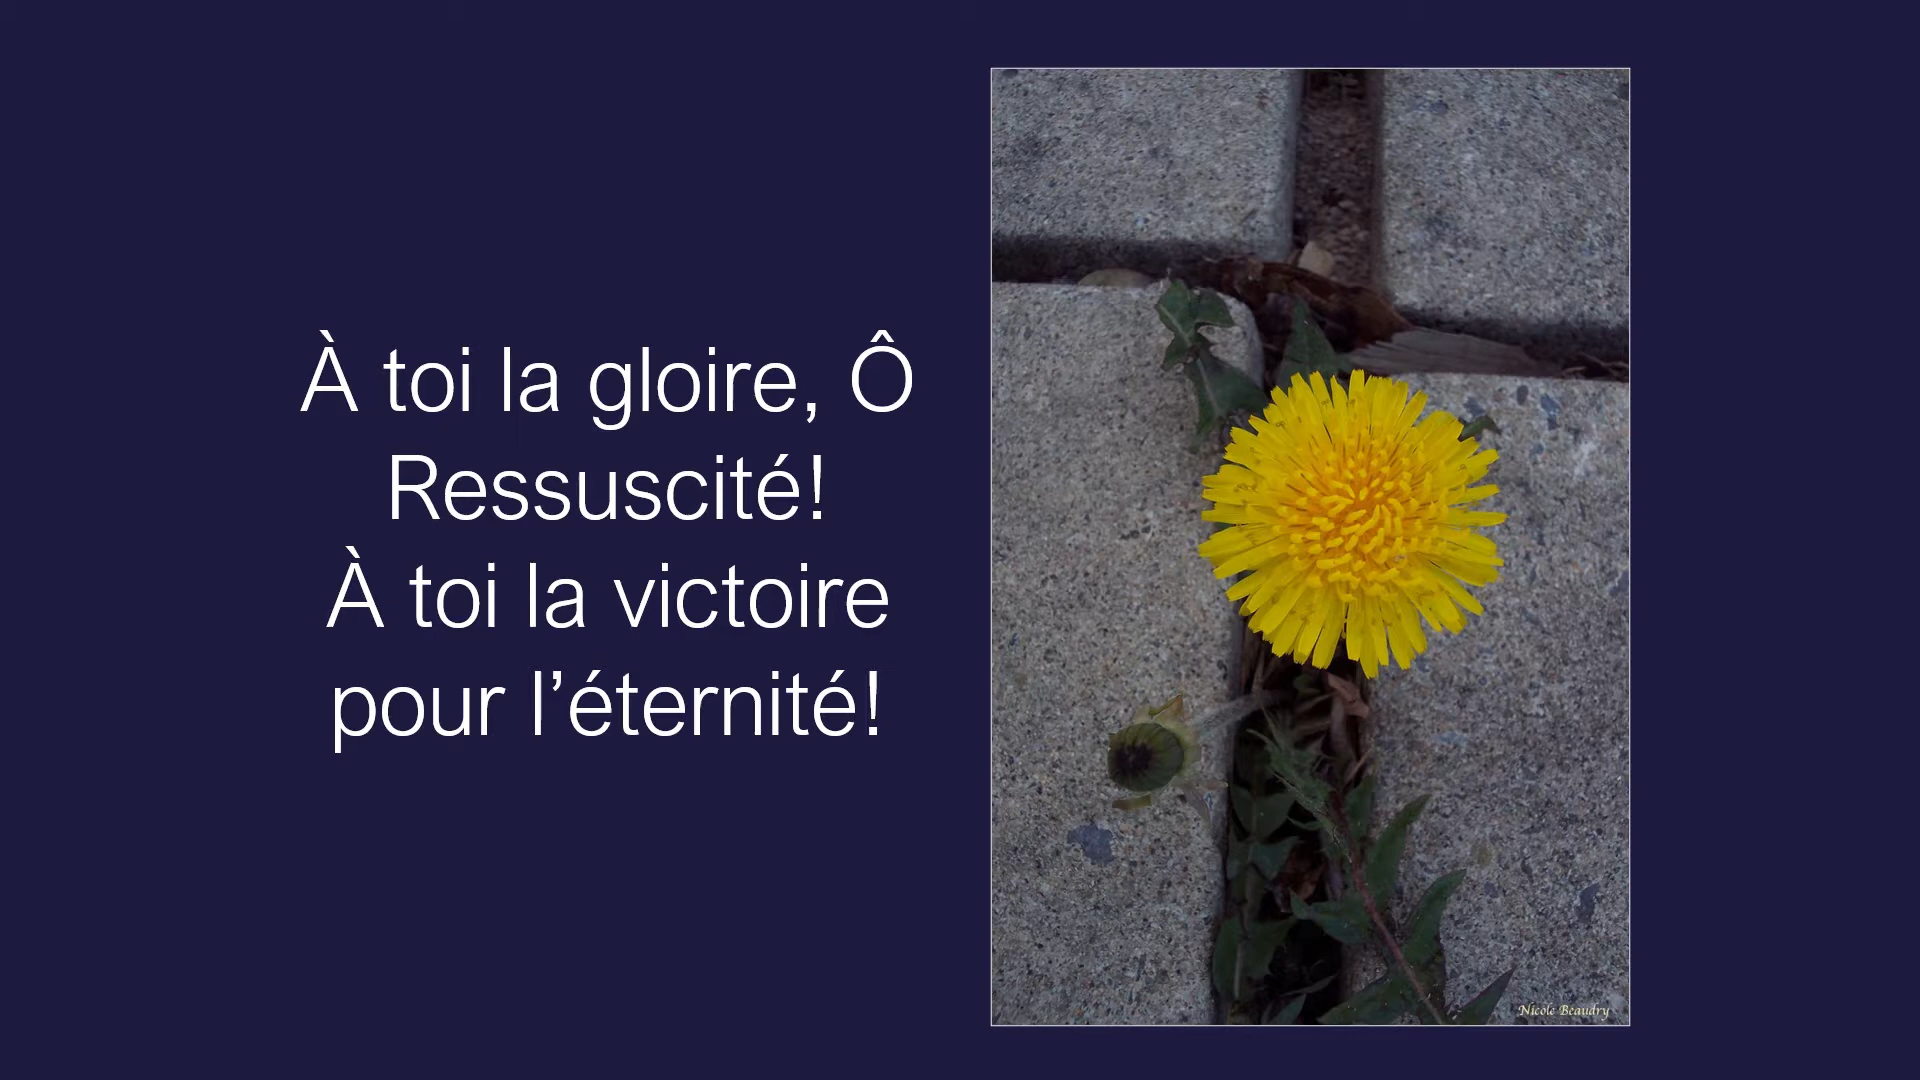 À toi la gloire, Ô
Ressuscité!
À toi la victoire
pour l’éternité!
Nicole Beaudry